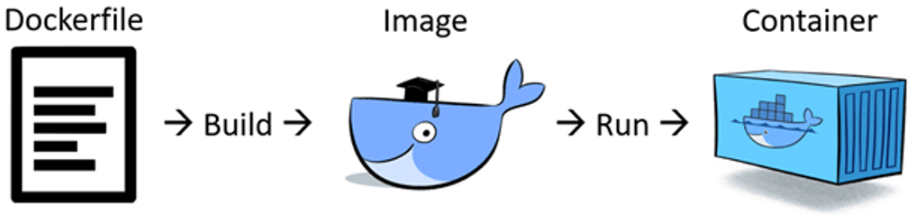 Dockerfile
Image
Container
→ Build →
→ Run →